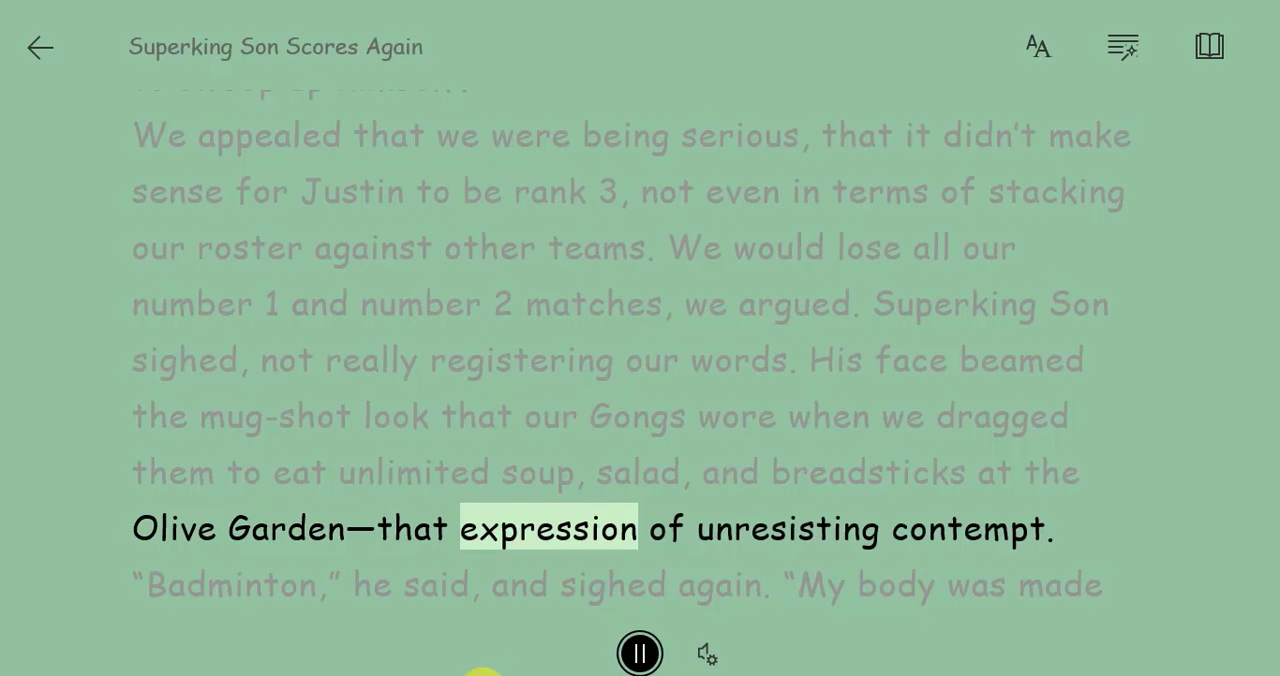 Superking Son Scores Again
We appealed that we were being serious, that it didn't make
sense for Justin to be rank 3, not even in terms of stacking
our roster against other teams. We would lose all our
number 1 and number 2 matches, we argued. Superking Son
sighed, not really registering our words. His face beamed
the mug-shot look that our Gongs wore when we dragged
them to eat unlimited soup, salad, and breadsticks at the
Olive Garden—that expression of unresisting contempt.
“Badminton,” he said, and sighed again. “My body was made